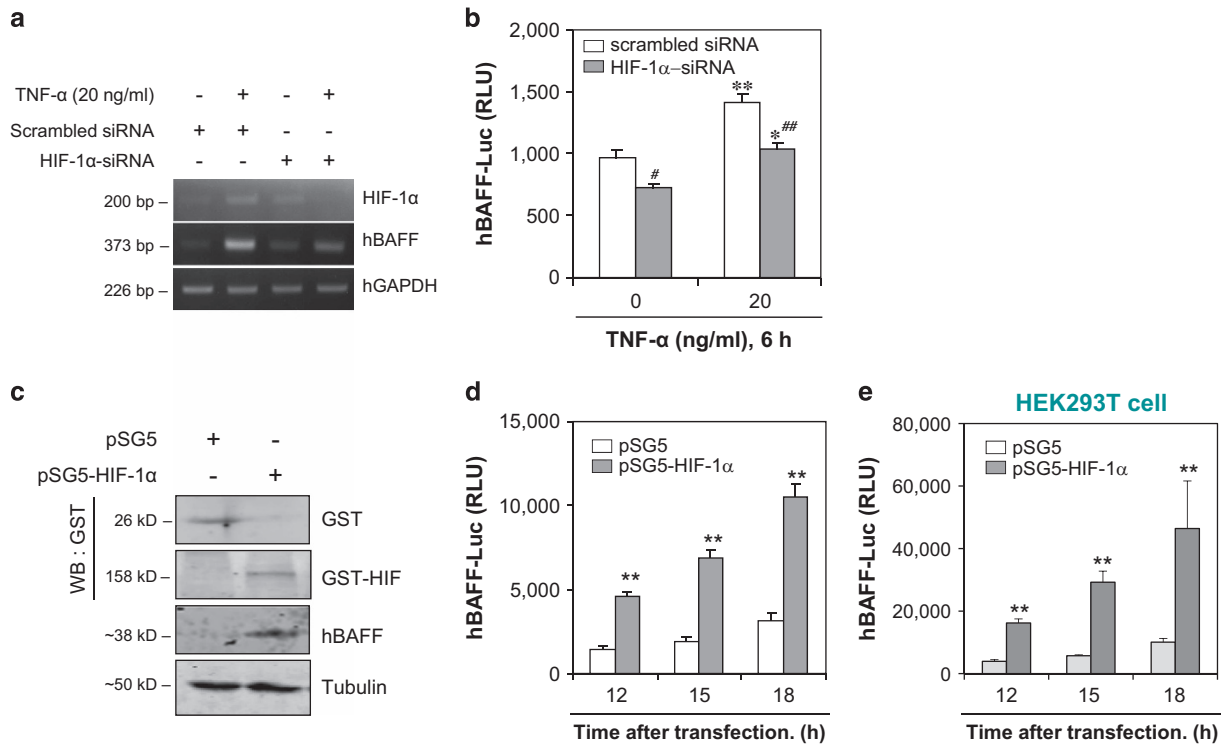 a
TNF-α (20 ng/ml) - + - +
Scrambled siRNA + + - -
HIF-1α-siRNA - - + +
200 bp – HIF-1α
373 bp – hBAFF
226 bp – hGAPDH
b
hBAFF-Luc (RLU)
2,000
1,500
1,000
500
0
scrambled siRNA
HIF-1α–siRNA
#
**
*##
0 20
TNF-α (ng/ml), 6 h
c
pSG5 + -
pSG5-HIF-1α - +
WB : GST
26 kD – GST
158 kD – GST-HIF
~38 kD – hBAFF
~50 kD – Tubulin
d
hBAFF-Luc (RLU)
15,000
10,000
5,000
0
pSG5
pSG5-HIF-1α
**
**
**
12 15 18
Time after transfection. (h)
e
HEK293T cell
hBAFF-Luc (RLU)
80,000
60,000
40,000
20,000
0
pSG5
pSG5-HIF-1α
**
**
**
12 15 18
Time after transfection. (h)